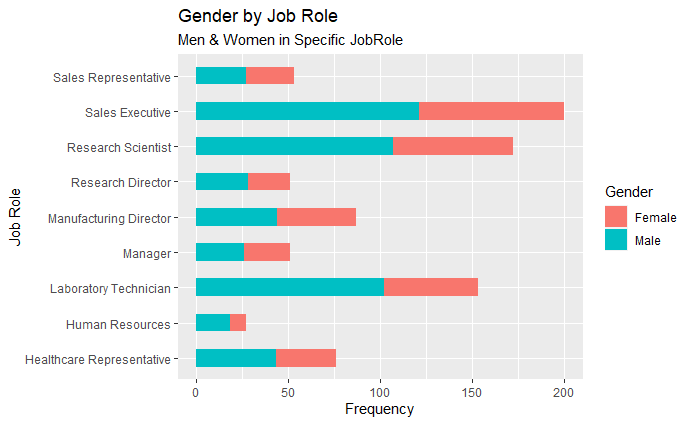 Gender by Job Role
Men & Women in Specific JobRole
Job Role
Sales Representative
Sales Executive
Research Scientist
Research Director
Manufacturing Director
Manager
Laboratory Technician
Human Resources
Healthcare Representative
0 50 100 150 200
Frequency
Gender
Female
Male